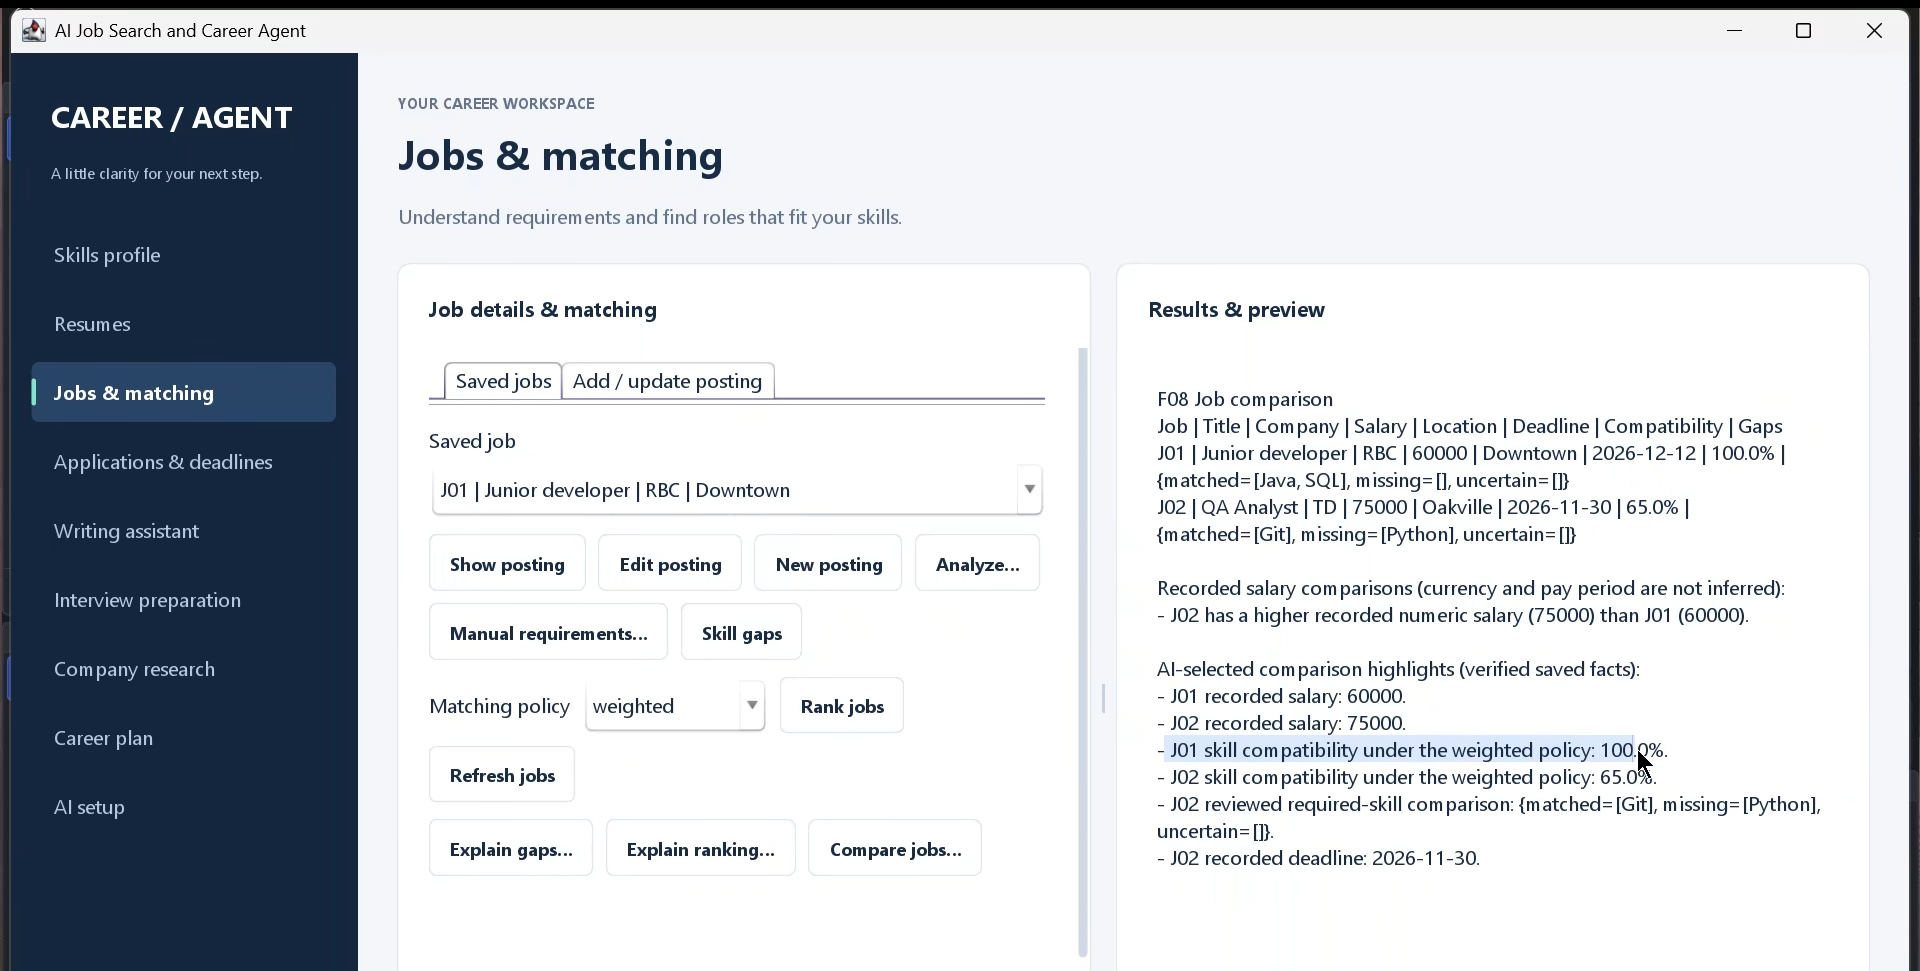 AI Job Search and Career Agent
CAREER / AGENT
A little clarity for your next step.
Skills profile
Resumes
Jobs & matching
Applications & deadlines
Writing assistant
Interview preparation
Company research
Career plan
AI setup
YOUR CAREER WORKSPACE
Jobs & matching
Understand requirements and find roles that fit your skills.
Job details & matching
Saved jobs
Add / update posting
Saved job
J01 | Junior developer | RBC | Downtown
Show posting
Edit posting
New posting
Analyze...
Manual requirements...
Skill gaps
Matching policy
weighted
Rank jobs
Refresh jobs
Explain gaps...
Explain ranking...
Compare jobs...
Results & preview
F08 Job comparison
Job | Title | Company | Salary | Location | Deadline | Compatibility | Gaps
J01 | Junior developer | RBC | 60000 | Downtown | 2026-12-12 | 100.0% |
{matched=[Java, SQL], missing=[], uncertain=[]}
J02 | QA Analyst | TD | 75000 | Oakville | 2026-11-30 | 65.0% |
{matched=[Git], missing=[Python], uncertain=[]}
Recorded salary comparisons (currency and pay period are not inferred):
- J02 has a higher recorded numeric salary (75000) than J01 (60000).
AI-selected comparison highlights (verified saved facts):
- J01 recorded salary: 60000.
- J02 recorded salary: 75000.
- J01 skill compatibility under the weighted policy: 100.0%.
- J02 skill compatibility under the weighted policy: 65.0%.
- J02 reviewed required-skill comparison: {matched=[Git], missing=[Python],
uncertain=[]}.
- J02 recorded deadline: 2026-11-30.